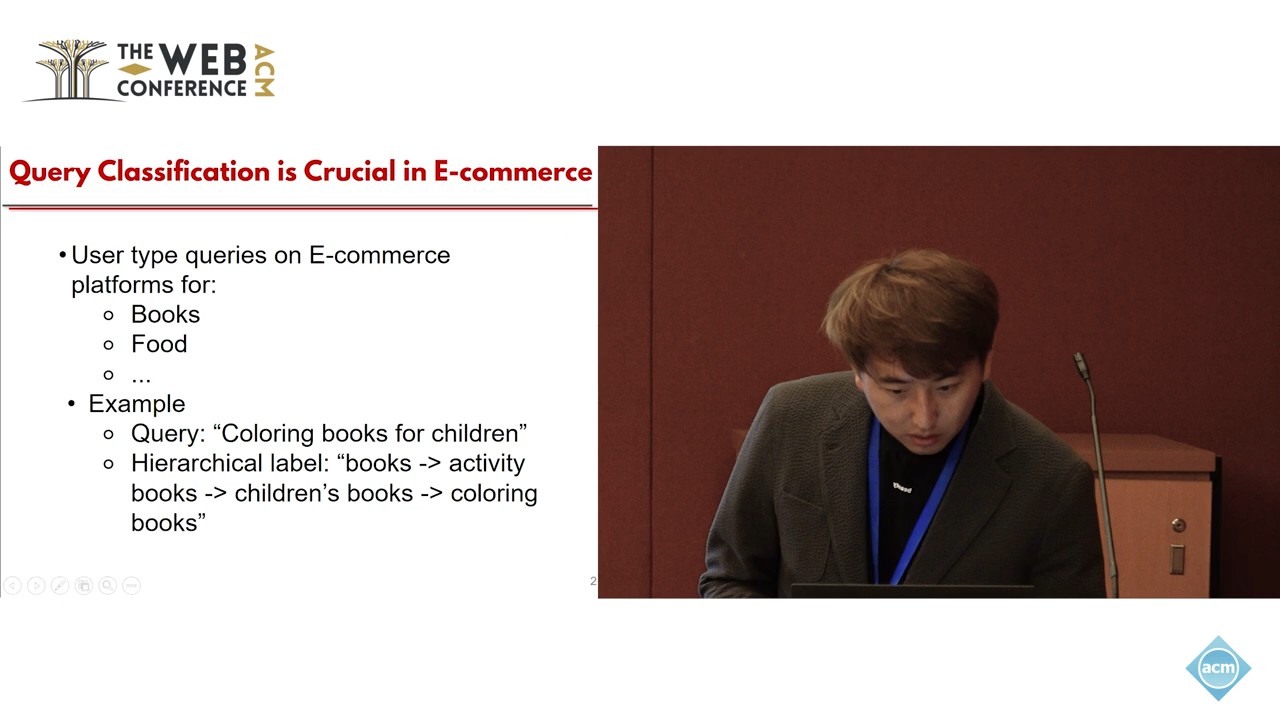 THE WEB CONFERENCE ACM
Query Classification is Crucial in E-commerce
• User type queries on E-commerce
platforms for:
Books
Food
...
• Example
Query: “Coloring books for children”
Hierarchical label: “books -> activity
books -> children’s books -> coloring
books”
2
acm